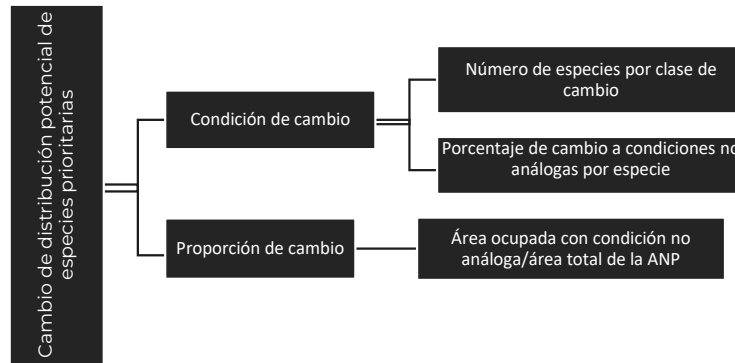 Cambio de distribución potencial de
especies prioritarias
Condición de cambio
Número de especies por clase de
cambio
Porcentaje de cambio a condiciones no
análogas por especie
Proporción de cambio
Área ocupada con condición no
análoga/área total de la ANP